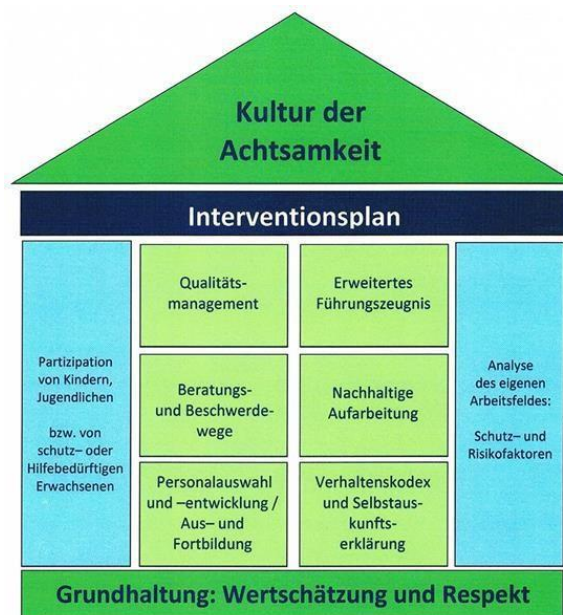 Kultur der
Achtsamkeit
Interventionsplan
Partizipation
von Kindern,
Jugendlichen
bzw. von
schutz– oder
Hilfebedürftigen
Erwachsenen
Qualitäts-
management
Erweitertes
Führungszeugnis
Beratungs-
und Beschwerde-
wege
Nachhaltige
Aufarbeitung
Personalauswahl
und –entwicklung /
Aus– und
Fortbildung
Verhaltenskodex
und Selbstaus-
kunfts-
erklärung
Analyse
des eigenen
Arbeitsfeldes:
Schutz– und
Risikofaktoren
Grundhaltung: Wertschätzung und Respekt